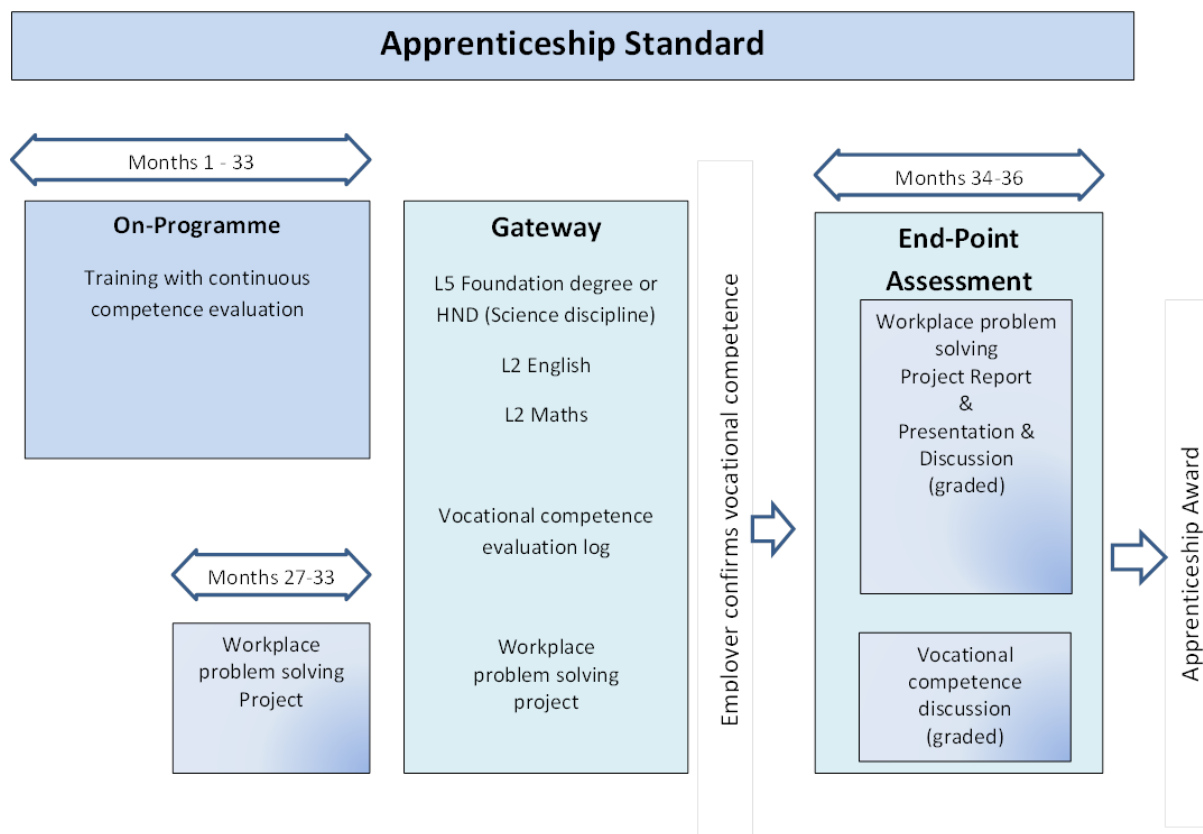 Apprenticeship Standard
Months 1 - 33
On-Programme
Training with continuous
competence evaluation
Months 27-33
Workplace
problem solving
Project
Gateway
L5 Foundation degree or
HND (Science discipline)
L2 English
L2 Maths
Vocational competence
evaluation log
Workplace
problem solving
project
Employer confirms vocational competence
Months 34-36
End-Point
Assessment
Workplace problem
solving
Project Report
&
Presentation &
Discussion
(graded)
Vocational
competence
discussion
(graded)
Apprenticeship Award